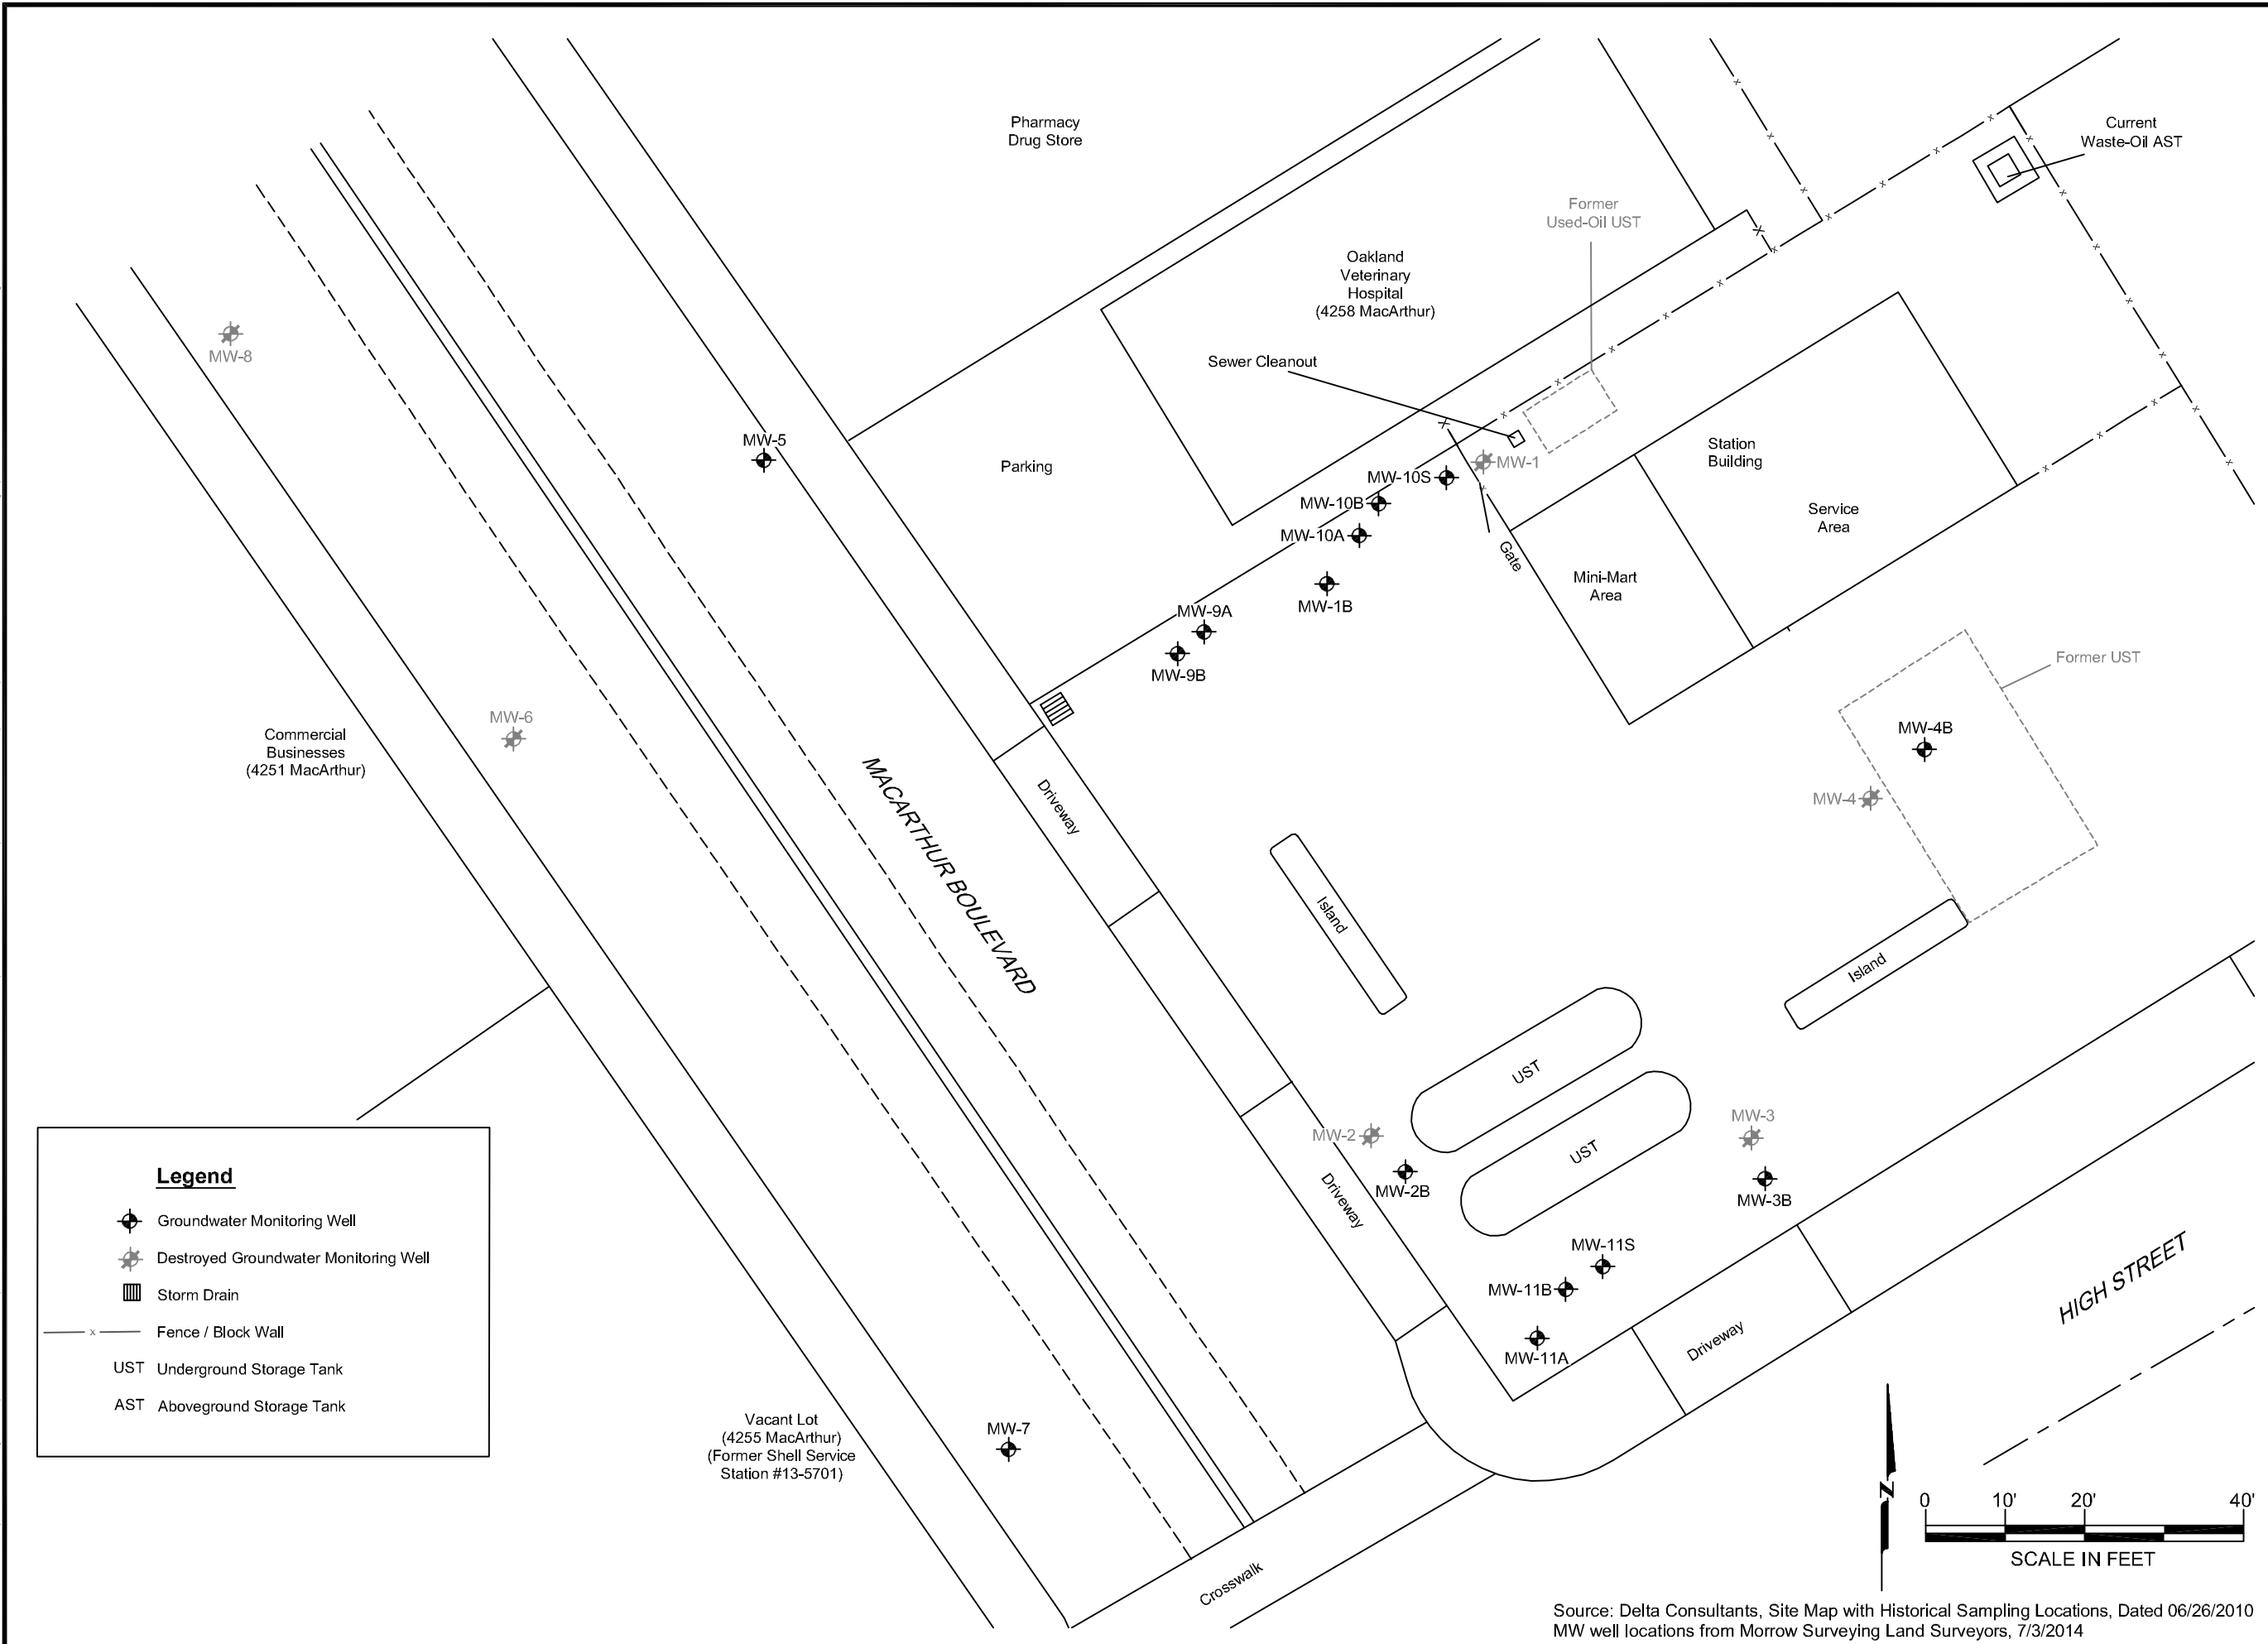 Pharmacy
Drug Store
Current
Waste-Oil AST
Former
Used-Oil UST
Oakland
Veterinary
Hospital
(4258 MacArthur)
MW-8
Sewer Cleanout
MW-5
Parking
Station
Building
MW-1
MW-10S
MW-10B
MW-10A
Service
Area
Gate
Mini-Mart
Area
MW-1B
MW-9A
MW-9B
Former UST
MW-6
Commercial
Businesses
(4251 MacArthur)
MW-4B
MW-4
MACARTHUR BOULEVARD
Driveway
Island
Island
UST
UST
MW-2
MW-2B
MW-3
MW-3B
Driveway
MW-11S
MW-11B
MW-11A
Driveway
HIGH STREET
Legend
Groundwater Monitoring Well
Destroyed Groundwater Monitoring Well
Storm Drain
x Fence / Block Wall
UST Underground Storage Tank
AST Aboveground Storage Tank
Vacant Lot
(4255 MacArthur)
(Former Shell Service
Station #13-5701)
MW-7
Crosswalk
N
0 10' 20' 40'
SCALE IN FEET
Source: Delta Consultants, Site Map with Historical Sampling Locations, Dated 06/26/2010
MW well locations from Morrow Surveying Land Surveyors, 7/3/2014